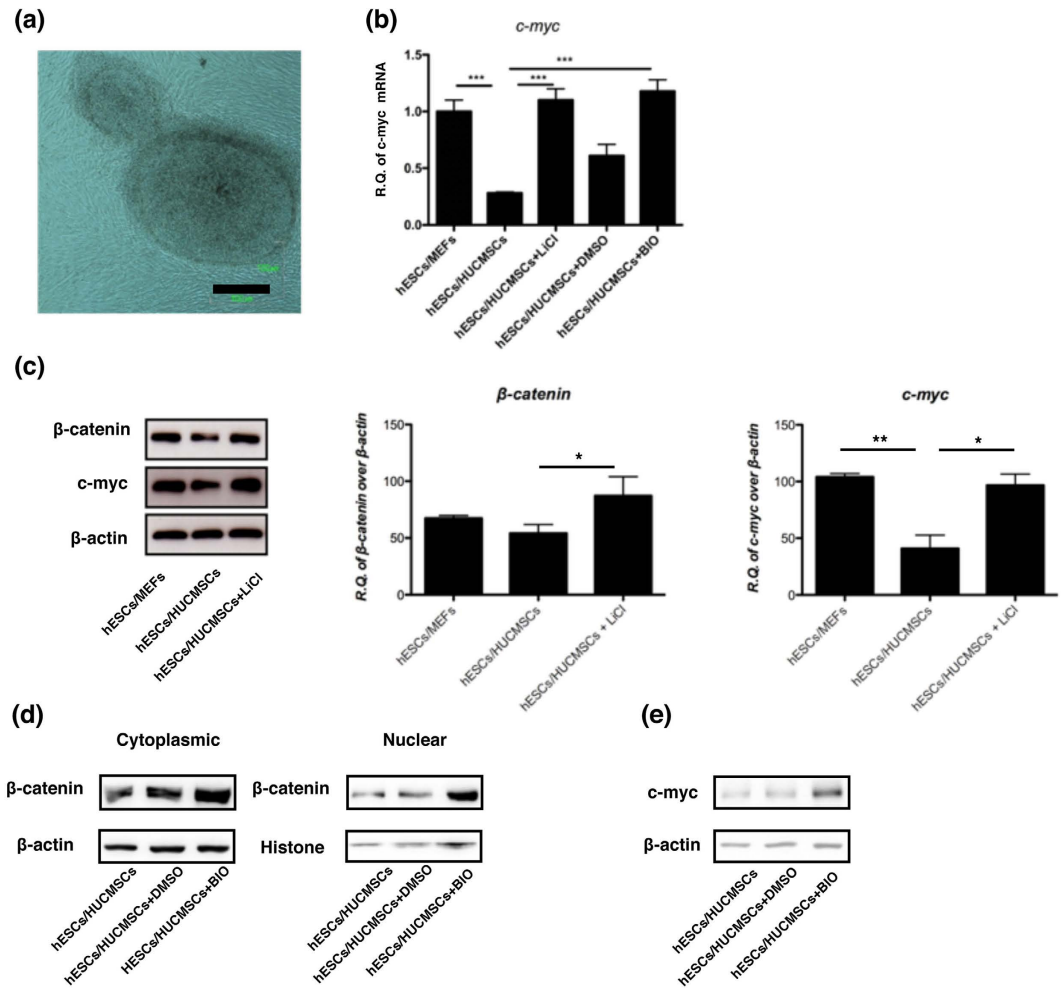 (a)
(b)
c-myc
R.Q. of c-myc mRNA
1.5
1.0
0.5
0.0
***
***
***
hESCs/MEFs
hESCs/HUCMSCs
hESCs/HUCMSCs+LiCl
hESCs/HUCMSCs+DMSO
hESCs/HUCMSCs+BIO
(c)
β-catenin
c-myc
β-actin
hESCs/MEFs
hESCs/HUCMSCs
hESCs/HUCMSCs+LiCl
β-catenin
R.Q. of β-catenin over β-actin
150
100
50
0
*
hESCs/MEFs
hESCs/HUCMSCs
hESCs/HUCMSCs + LiCl
c-myc
R.Q. of c-myc over β-actin
150
100
50
0
**
*
hESCs/MEFs
hESCs/HUCMSCs
hESCs/HUCMSCs + LiCl
(d)
Cytoplasmic
β-catenin
β-actin
hESCs/HUCMSCs
hESCs/HUCMSCs+DMSO
HESCs/HUCMSCs+BIO
Nuclear
β-catenin
Histone
hESCs/HUCMSCs
hESCs/HUCMSCs+DMSO
hESCs/HUCMSCs+BIO
(e)
c-myc
β-actin
hESCs/HUCMSCs
hESCs/HUCMSCs+DMSO
hESCs/HUCMSCs+BIO